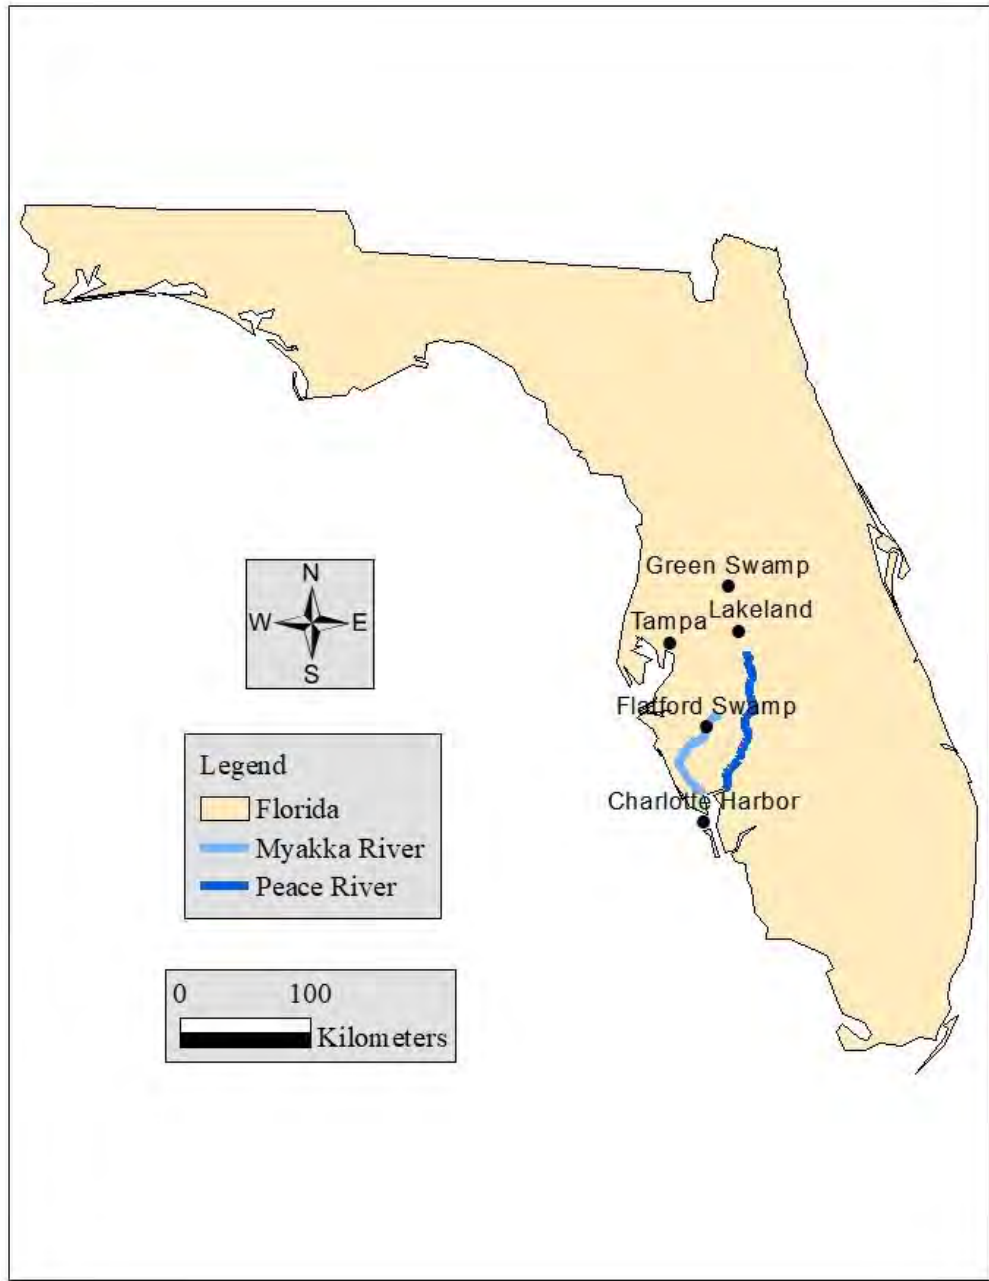 Green Swamp
Lakeland
Tampa
Flatford Swamp
Charlotte Harbor
N
W E
S
Legend
Florida
Myakka River
Peace River
0 100
Kilometers